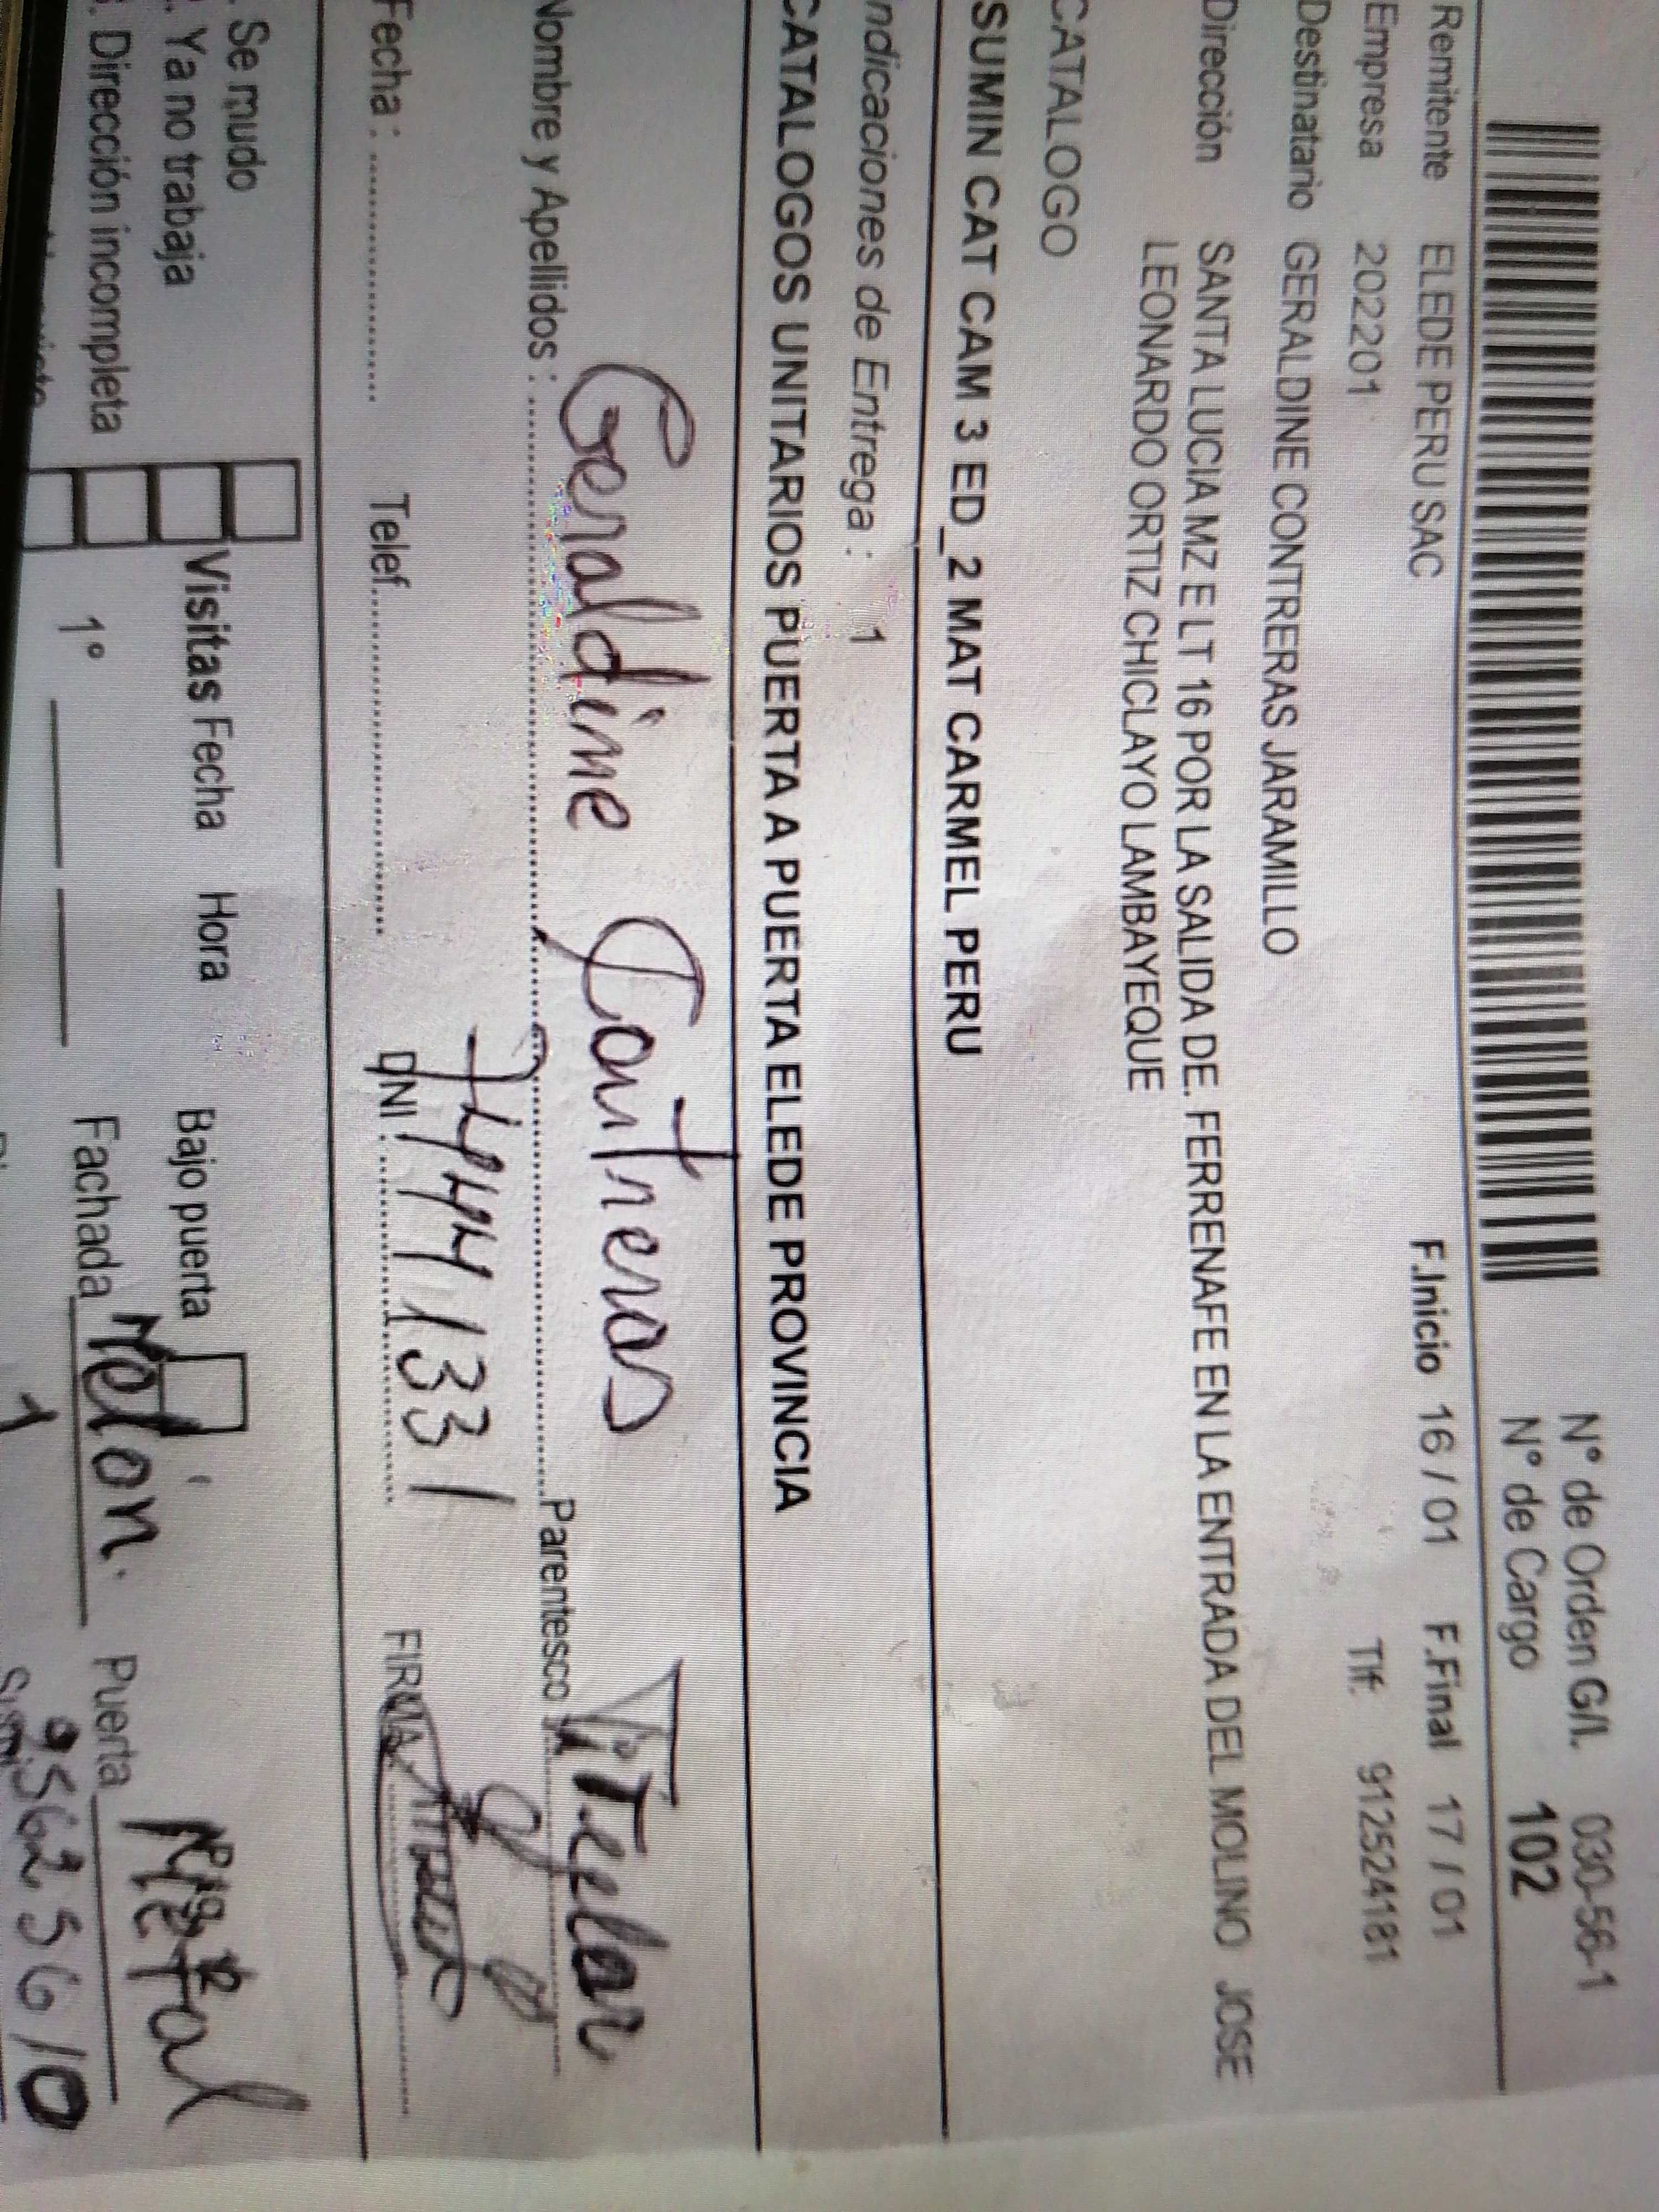 N° de Orden G/I. 030-56-1
N° de Cargo 102
Remitente ELEDE PERU SAC F.Inicio 16 / 01 F.Final 17 / 01
Empresa 202201 Tlf: 912524181
Destinatario GERALDINE CONTRERAS JARAMILLO
Dirección SANTA LUCIA MZ E LT 16 POR LA SALIDA DE. FERRENAFE EN LA ENTRADA DEL MOLINO JOSE
LEONARDO ORTIZ CHICLAYO LAMBAYEQUE
CATALOGO
SUMIN CAT CAM 3 ED_2 MAT CARMEL PERU
ndicaciones de Entrega : 1
CATALOGOS UNITARIOS PUERTA A PUERTA ELEDE PROVINCIA
Nombre y Apellidos : Geraldine Contreras Parentesco Titular
Fecha : Telef. DNI : 74441331 FIRMA
. Se mudo
. Ya no trabaja Visitas Fecha Hora Bajo puerta
. Dirección incompleta 1° Fachada Melon. Puerta Metal